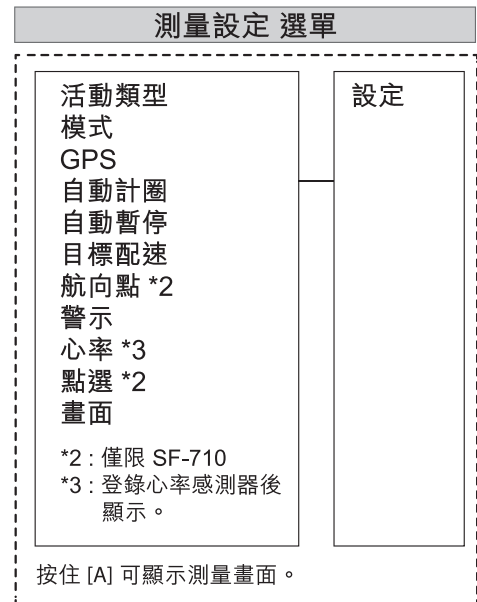 測量設定 選單
活動類型
模式
GPS
自動計圈
自動暫停
目標配速
航向點 *2
警示
心率 *3
點選 *2
畫面
*2 : 僅限 SF-710
*3 : 登錄心率感測器後
顯示。
設定
按住 [A] 可顯示測量畫面。